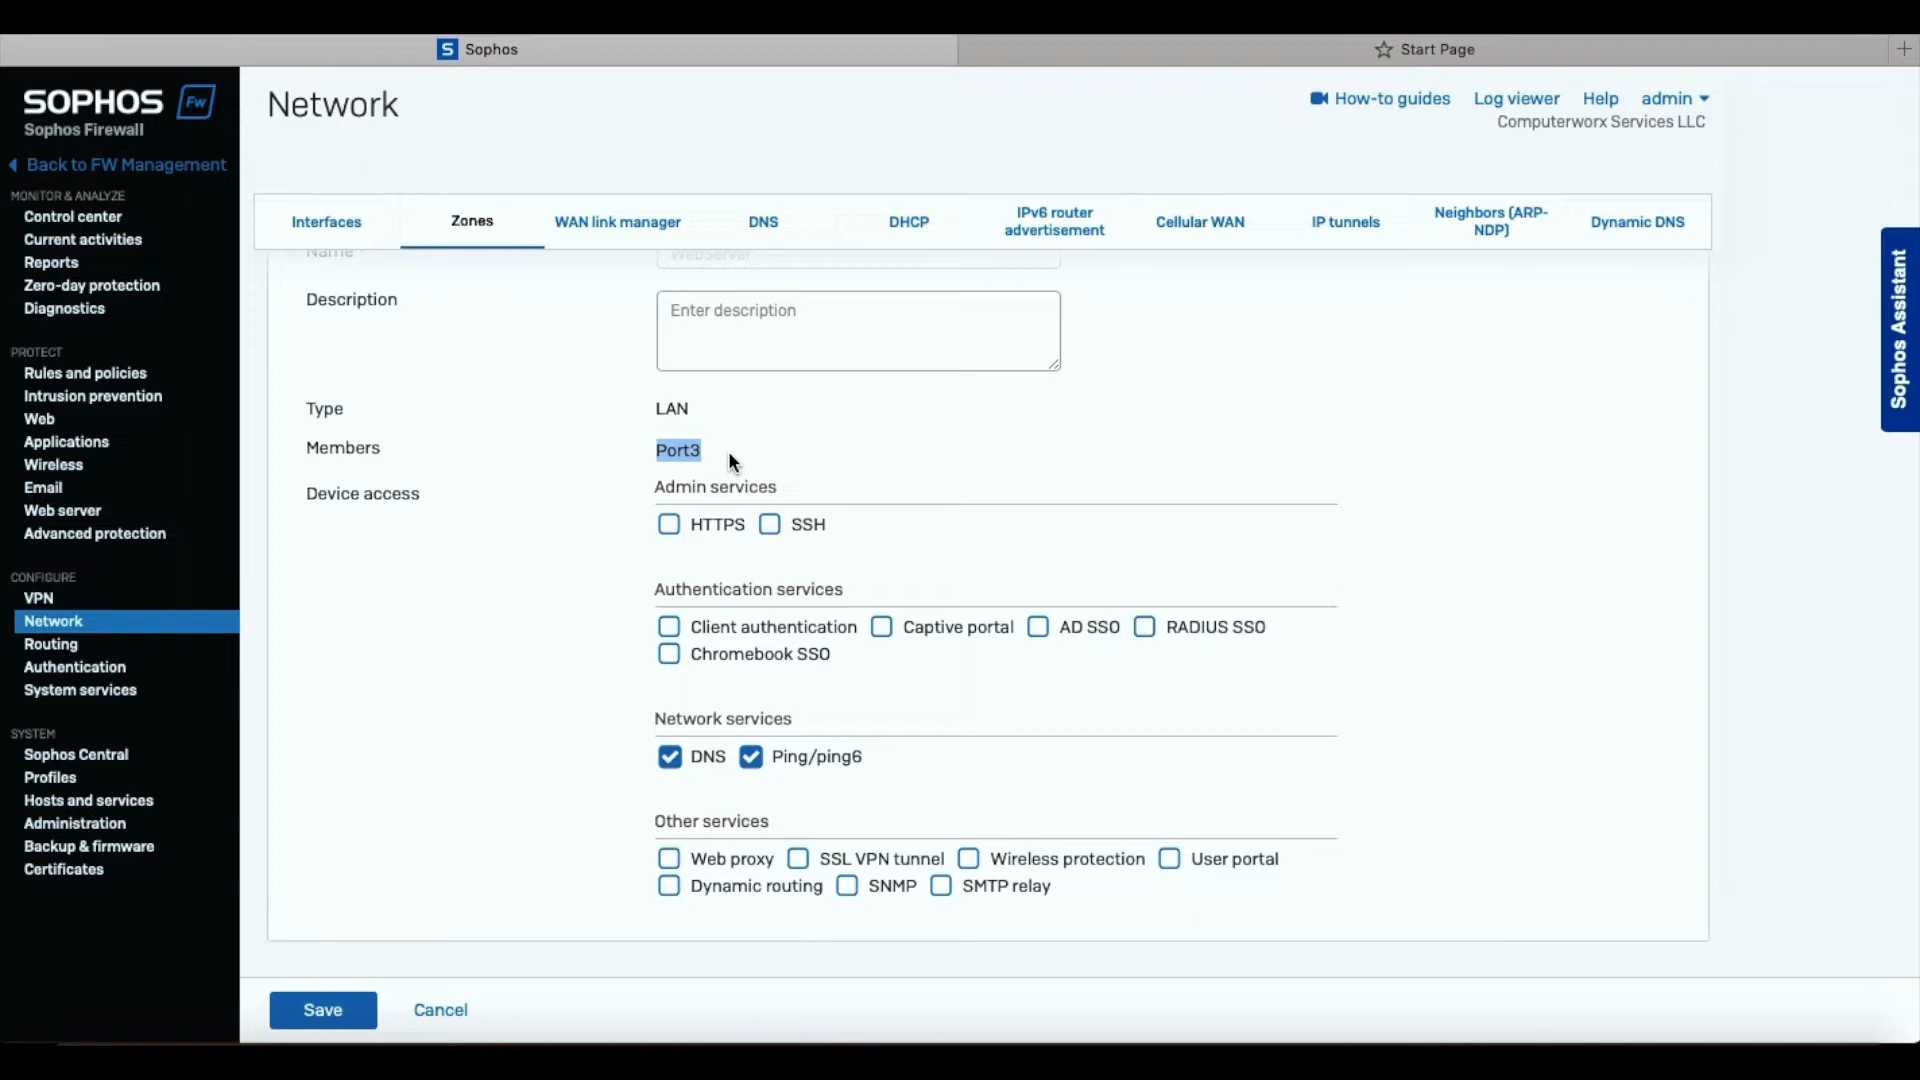 Sophos
Start Page
SOPHOS Fw
Sophos Firewall
Back to FW Management
MONITOR & ANALYZE
Control center
Current activities
Reports
Zero-day protection
Diagnostics
PROTECT
Rules and policies
Intrusion prevention
Web
Applications
Wireless
Email
Web server
Advanced protection
CONFIGURE
VPN
Network
Routing
Authentication
System services
SYSTEM
Sophos Central
Profiles
Hosts and services
Administration
Backup & firmware
Certificates
Network
How-to guides Log viewer Help admin
Computerworx Services LLC
Interfaces
Zones
WAN link manager
DNS
DHCP
IPv6 router
advertisement
Cellular WAN
IP tunnels
Neighbors (ARP-
NDP)
Dynamic DNS
Name * WebServer
Description Enter description
Type LAN
Members Port3
Device access
Admin services
HTTPS SSH
Authentication services
Client authentication Captive portal AD SSO RADIUS SSO
Chromebook SSO
Network services
DNS Ping/ping6
Other services
Web proxy SSL VPN tunnel Wireless protection User portal
Dynamic routing SNMP SMTP relay
Save Cancel
Sophos Assistant